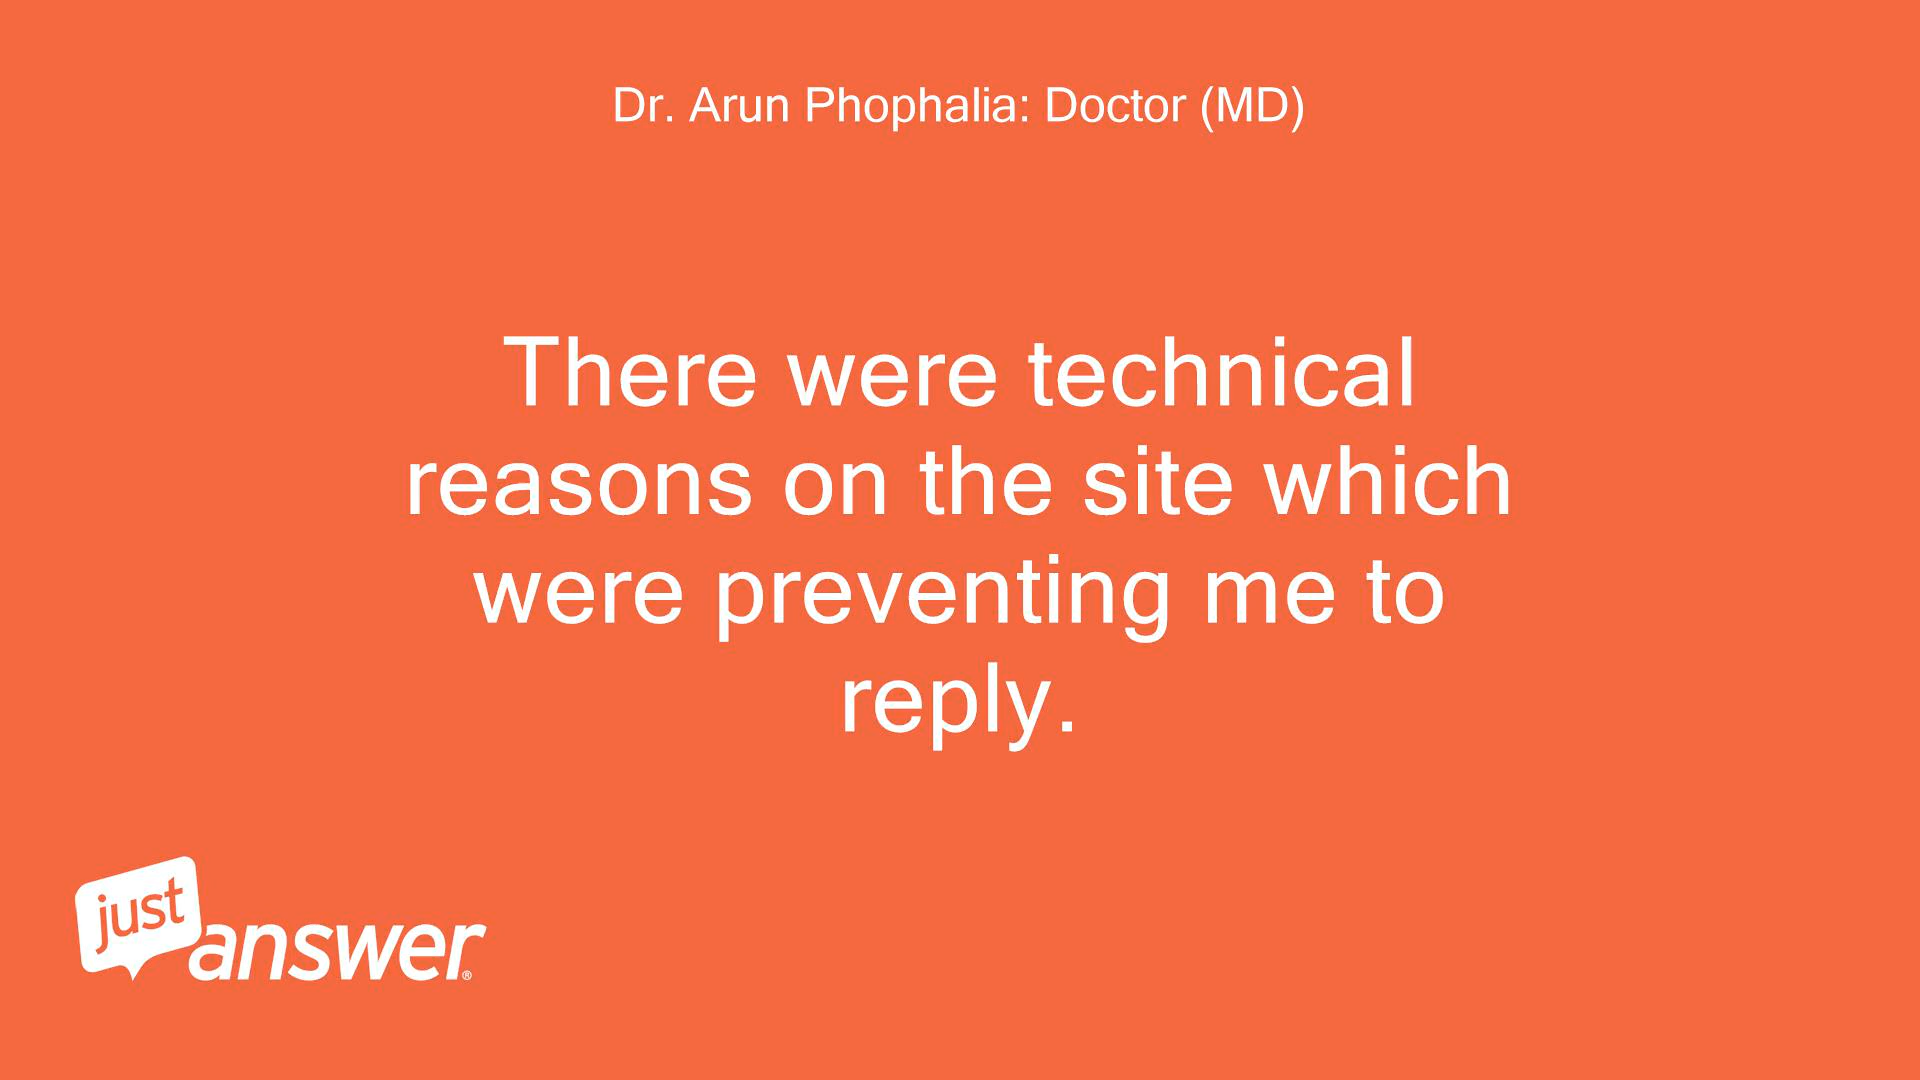 Dr. Arun Phophalia: Doctor (MD)
There were technical
reasons on the site which
were preventing me to
reply.
just
answer®